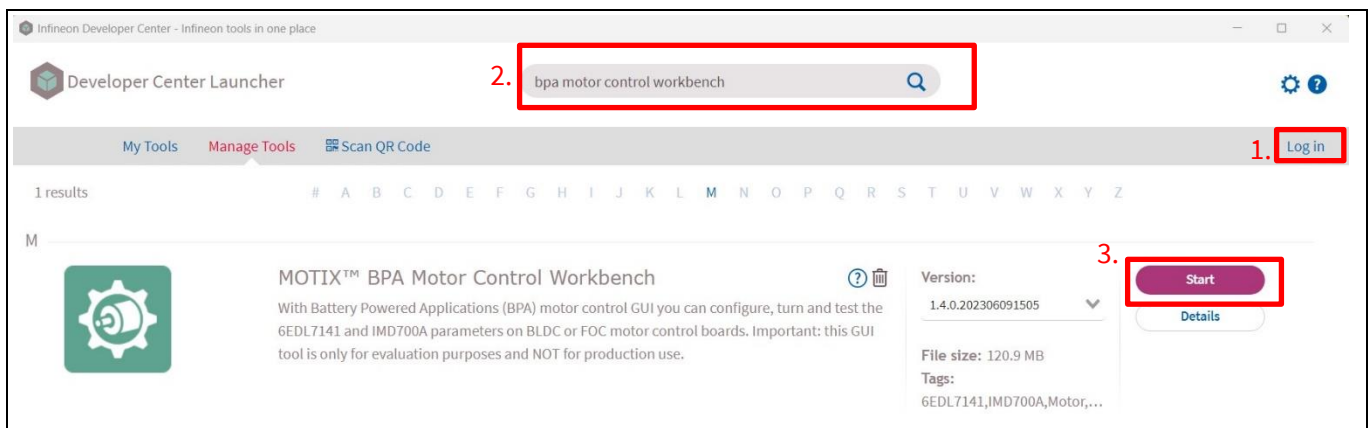 Infineon Developer Center - Infineon tools in one place
Developer Center Launcher
2.
bpa motor control workbench
My Tools
Manage Tools
Scan QR Code
1.
Log in
1 results
# A B C D E F G H I J K L M N O P Q R S T U V W X Y Z
M
MOTIX™ BPA Motor Control Workbench
With Battery Powered Applications (BPA) motor control GUI you can configure, turn and test the
6EDL7141 and IMD700A parameters on BLDC or FOC motor control boards. Important: this GUI
tool is only for evaluation purposes and NOT for production use.
Version:
1.4.0.202306091505
File size: 120.9 MB
Tags:
6EDL7141,IMD700A,Motor,...
3.
Start
Details